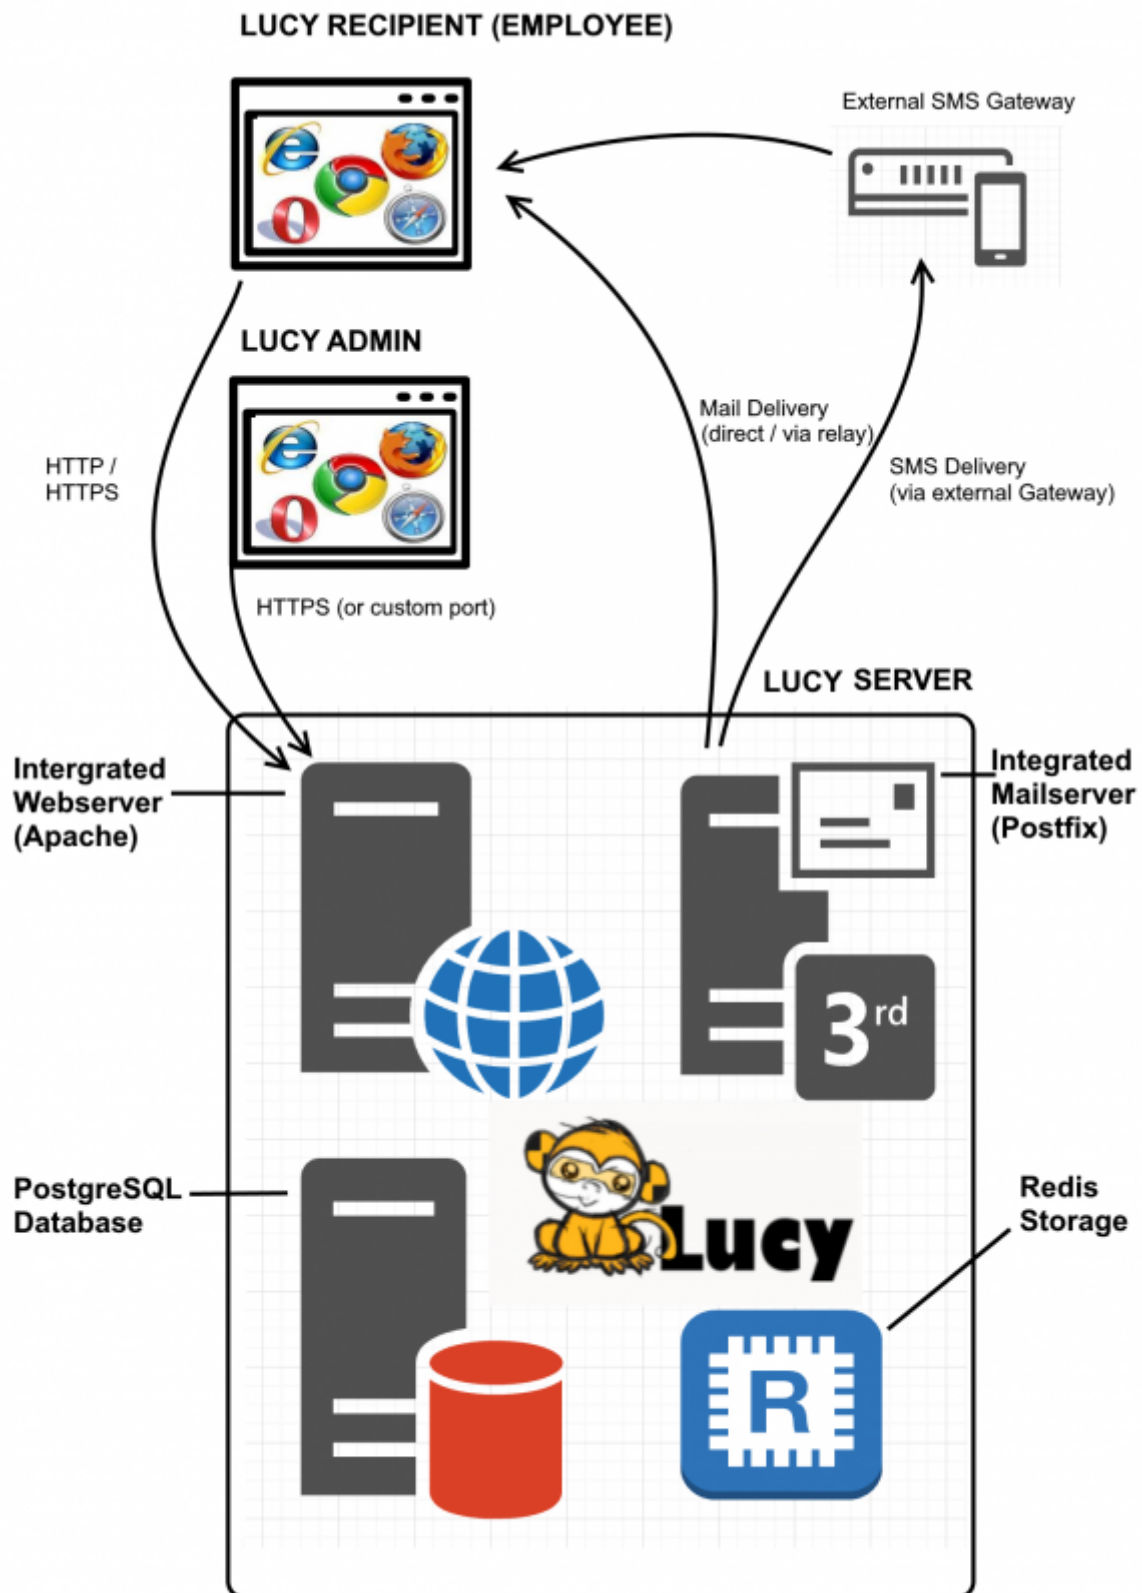 LUCY RECIPIENT (EMPLOYEE)
External SMS Gateway
LUCY ADMIN
Mail Delivery
(direct / via relay)
HTTP /
HTTPS
SMS Delivery
(via external Gateway)
HTTPS (or custom port)
LUCY SERVER
Intergrated
Webserver
(Apache)
Integrated
Mailserver
(Postfix)
3rd
PostgreSQL
Database
Lucy
Redis
Storage
R